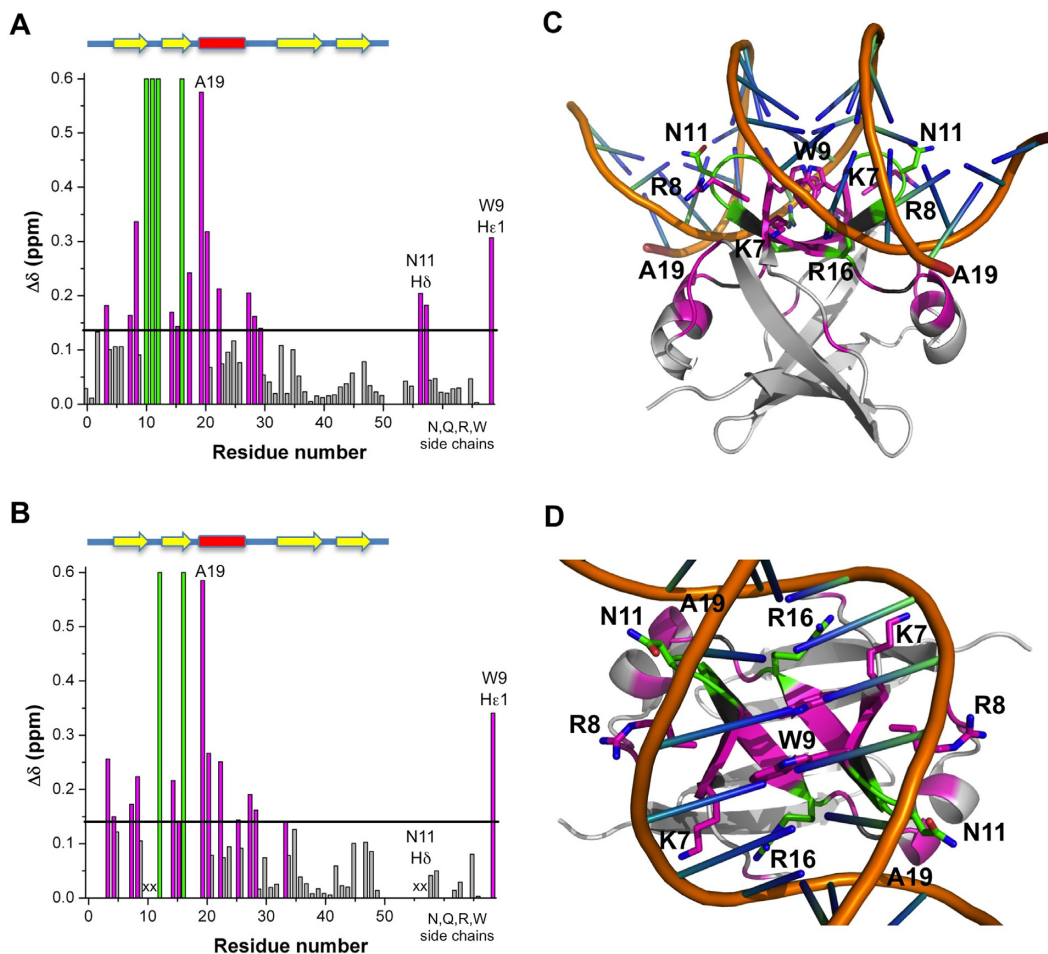 A
0.6
0.5
0.4
0.3
0.2
0.1
0.0
Δδ (ppm)
A19
N11
Hδ
W9
Hε1
0 10 20 30 40 50
N,Q,R,W
side chains
Residue number
B
0.6
0.5
0.4
0.3
0.2
0.1
0.0
Δδ (ppm)
A19
xx
N11
Hδ
xx
W9
Hε1
0 10 20 30 40 50
N,Q,R,W
side chains
Residue number
C
N11
W9
N11
R8
K7
R8
K7
A19
R16
A19
D
N11
A19
R16
K7
R8
W9
R8
K7
R16
N11
A19